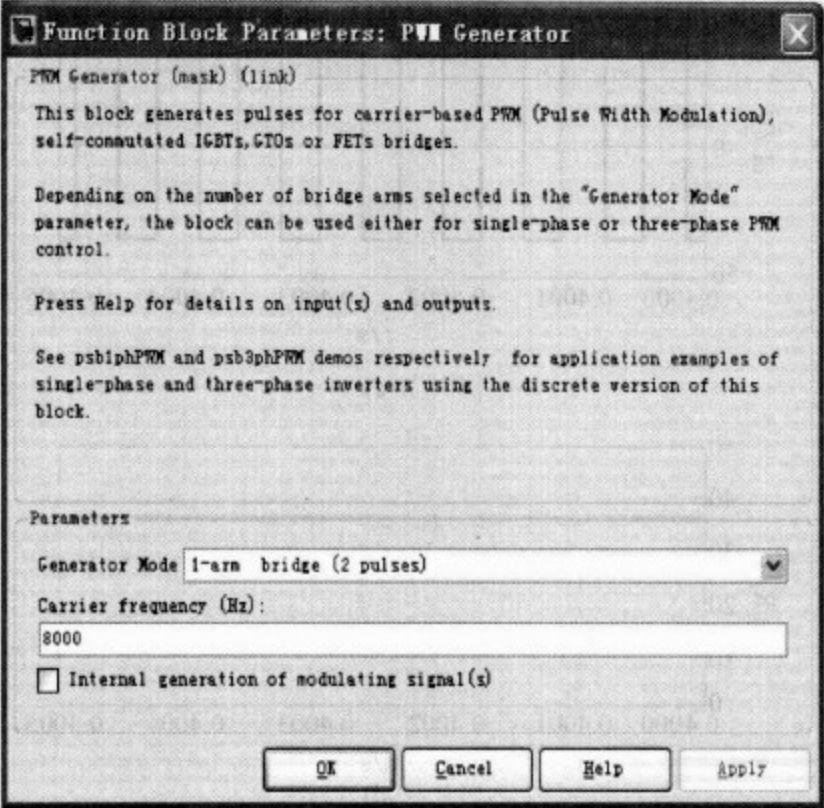 Function Block Parameters: PWM Generator
PWM Generator (mask) (link)
This block generates pulses for carrier-based PWM (Pulse Width Modulation),
self-commutated IGBTs,GTOs or FETs bridges.
Depending on the number of bridge arms selected in the "Generator Mode"
parameter, the block can be used either for single-phase or three-phase PWM
control.
Press Help for details on input(s) and outputs.
See psb1phPWM and psb3phPWM demos respectively for application examples of
single-phase and three-phase inverters using the discrete version of this
block.
Parameters
Generator Mode 1-arm bridge (2 pulses)
Carrier frequency (Hz):
8000
Internal generation of modulating signal(s)
OK Cancel Help Apply